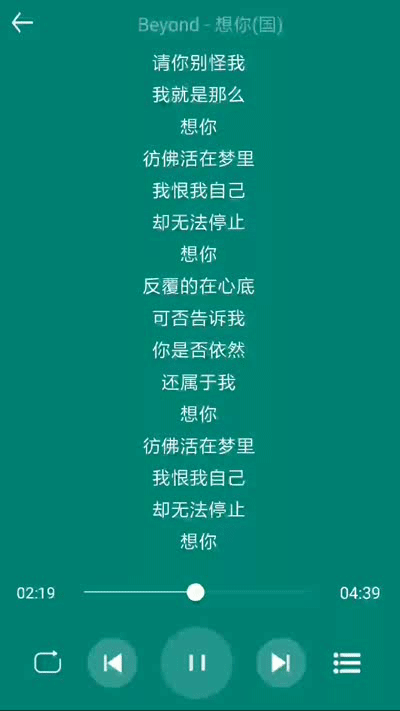 Beyond - 想你(国)
请你别怪我
我就是那么
想你
彷佛活在梦里
我恨我自己
却无法停止
想你
反覆的在心底
可否告诉我
你是否依然
还属于我
想你
彷佛活在梦里
我恨我自己
却无法停止
想你
02:19
04:39